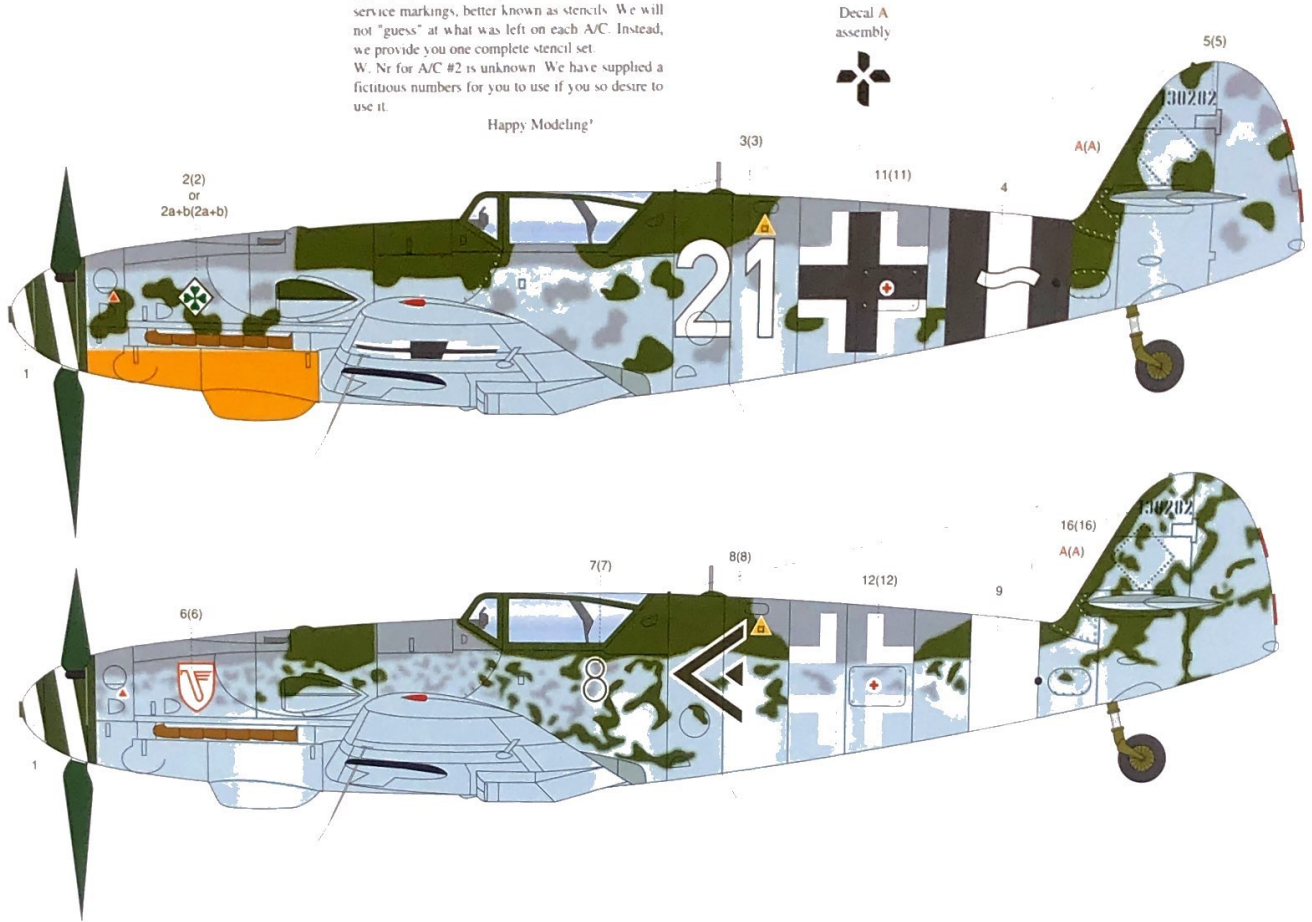 service markings, better known as stencils. We will
not "guess" at what was left on each A/C. Instead,
we provide you one complete stencil set.
W. Nr for A/C #2 is unknown. We have supplied a
fictitious numbers for you to use if you so desire to
use it.
Happy Modeling!
Decal A
assembly
5(5)
130282
A(A)
3(3)
11(11)
4
2(2)
or
2a+b(2a+b)
21
1
16(16)
A(A)
130282
7(7)
8(8)
12(12)
9
6(6)
8
1